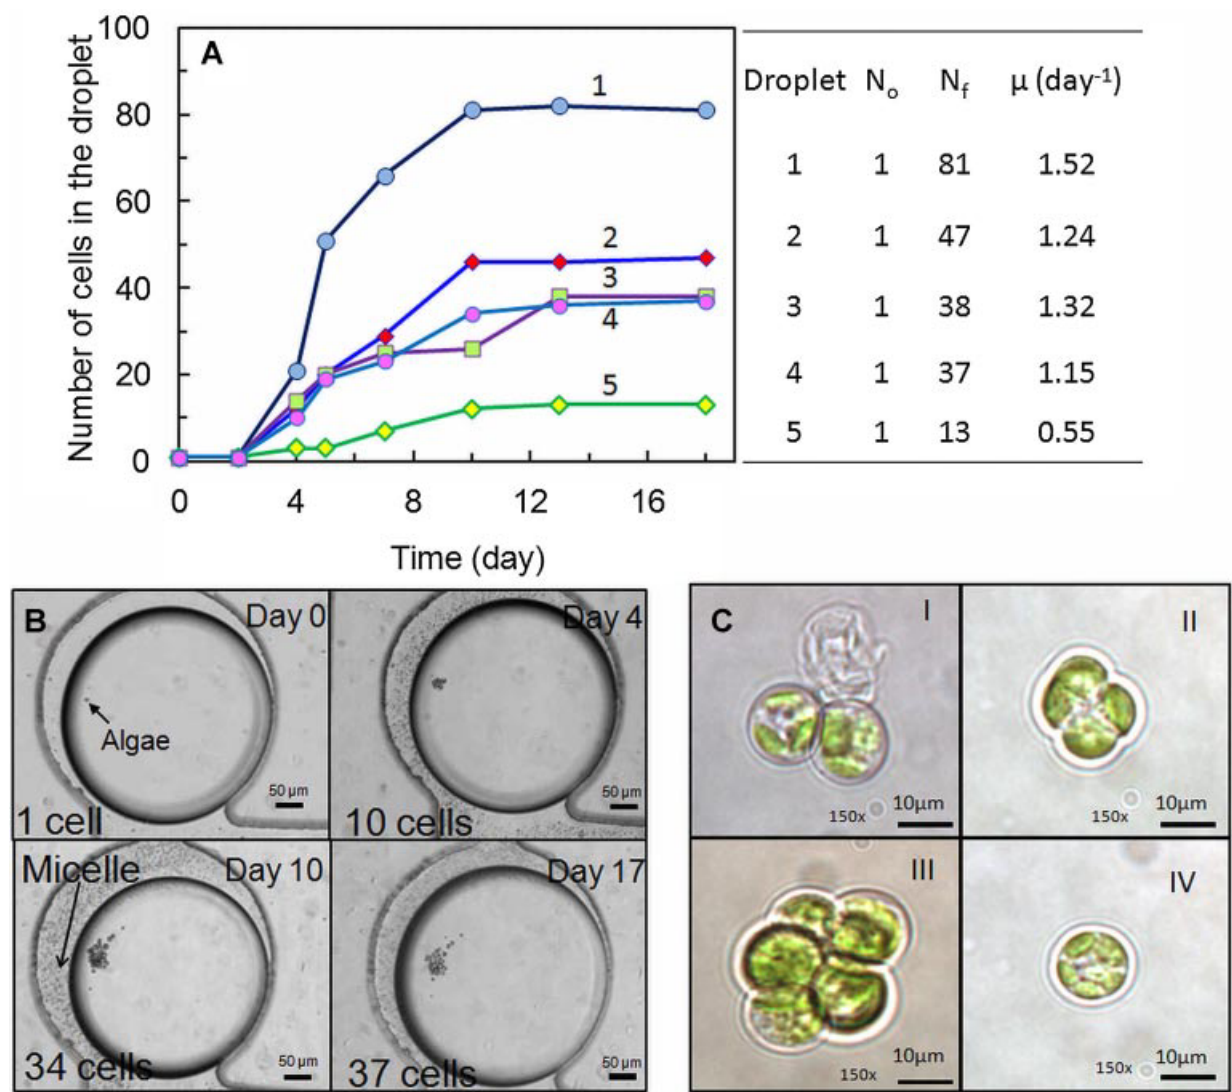 A
100
80
60
40
20
0
0 4 8 12 16
Number of cells in the droplet
Time (day)
1
2
3
4
5
Droplet N₀ N_f μ (day⁻¹)
1 1 81 1.52
2 1 47 1.24
3 1 38 1.32
4 1 37 1.15
5 1 13 0.55
B
Day 0
Algae
50 μm
1 cell
Day 4
50 μm
10 cells
Micelle
Day 10
50 μm
34 cells
Day 17
50 μm
37 cells
C
I
150x
10μm
II
150x
10μm
III
150x
10μm
IV
150x
10μm